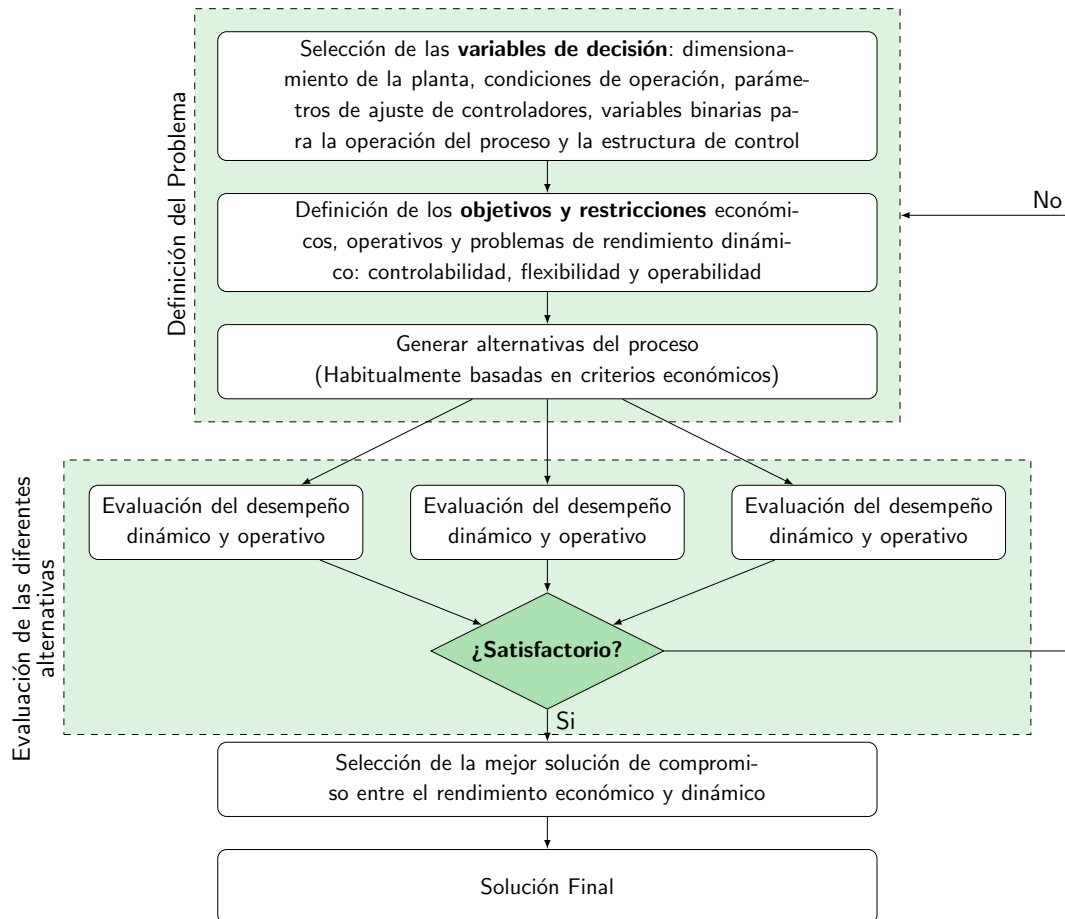 Definición del Problema
Selección de las variables de decisión: dimensiona-
miento de la planta, condiciones de operación, paráme-
tros de ajuste de controladores, variables binarias pa-
ra la operación del proceso y la estructura de control
Definición de los objetivos y restricciones económi-
cos, operativos y problemas de rendimiento dinámi-
co: controlabilidad, flexibilidad y operabilidad
No
Generar alternativas del proceso
(Habitualmente basadas en criterios económicos)
Evaluación de las diferentes
alternativas
Evaluación del desempeño
dinámico y operativo
Evaluación del desempeño
dinámico y operativo
Evaluación del desempeño
dinámico y operativo
¿Satisfactorio?
Si
Selección de la mejor solución de compromi-
so entre el rendimiento económico y dinámico
Solución Final